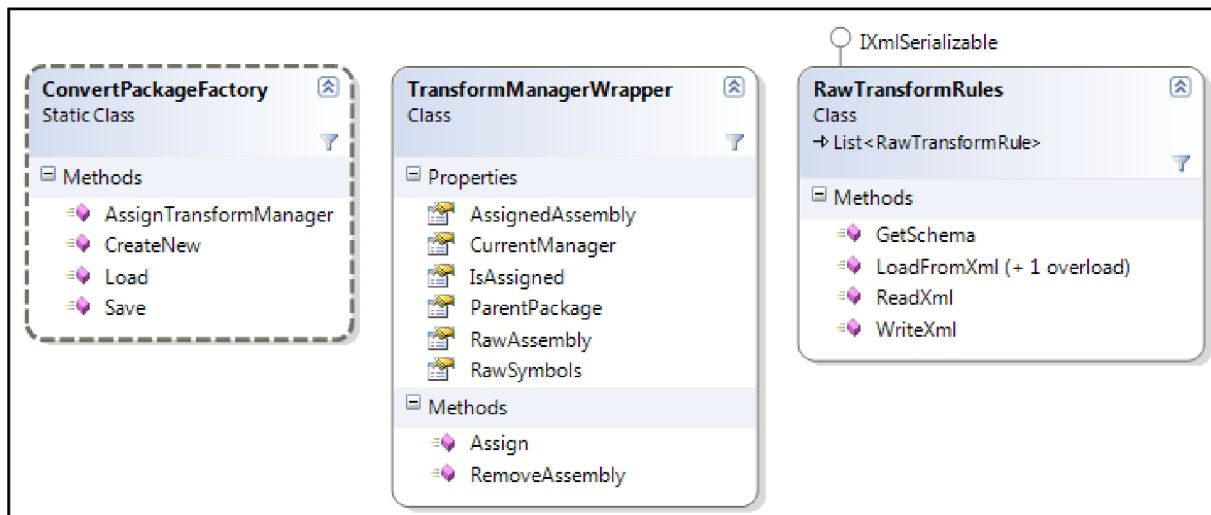 ConvertPackageFactory
Static Class
Methods
AssignTransformManager
CreateNew
Load
Save
TransformManagerWrapper
Class
Properties
AssignedAssembly
CurrentManager
IsAssigned
ParentPackage
RawAssembly
RawSymbols
Methods
Assign
RemoveAssembly
IXmlSerializable
RawTransformRules
Class
List<RawTransformRule>
Methods
GetSchema
LoadFromXml (+ 1 overload)
ReadXml
WriteXml